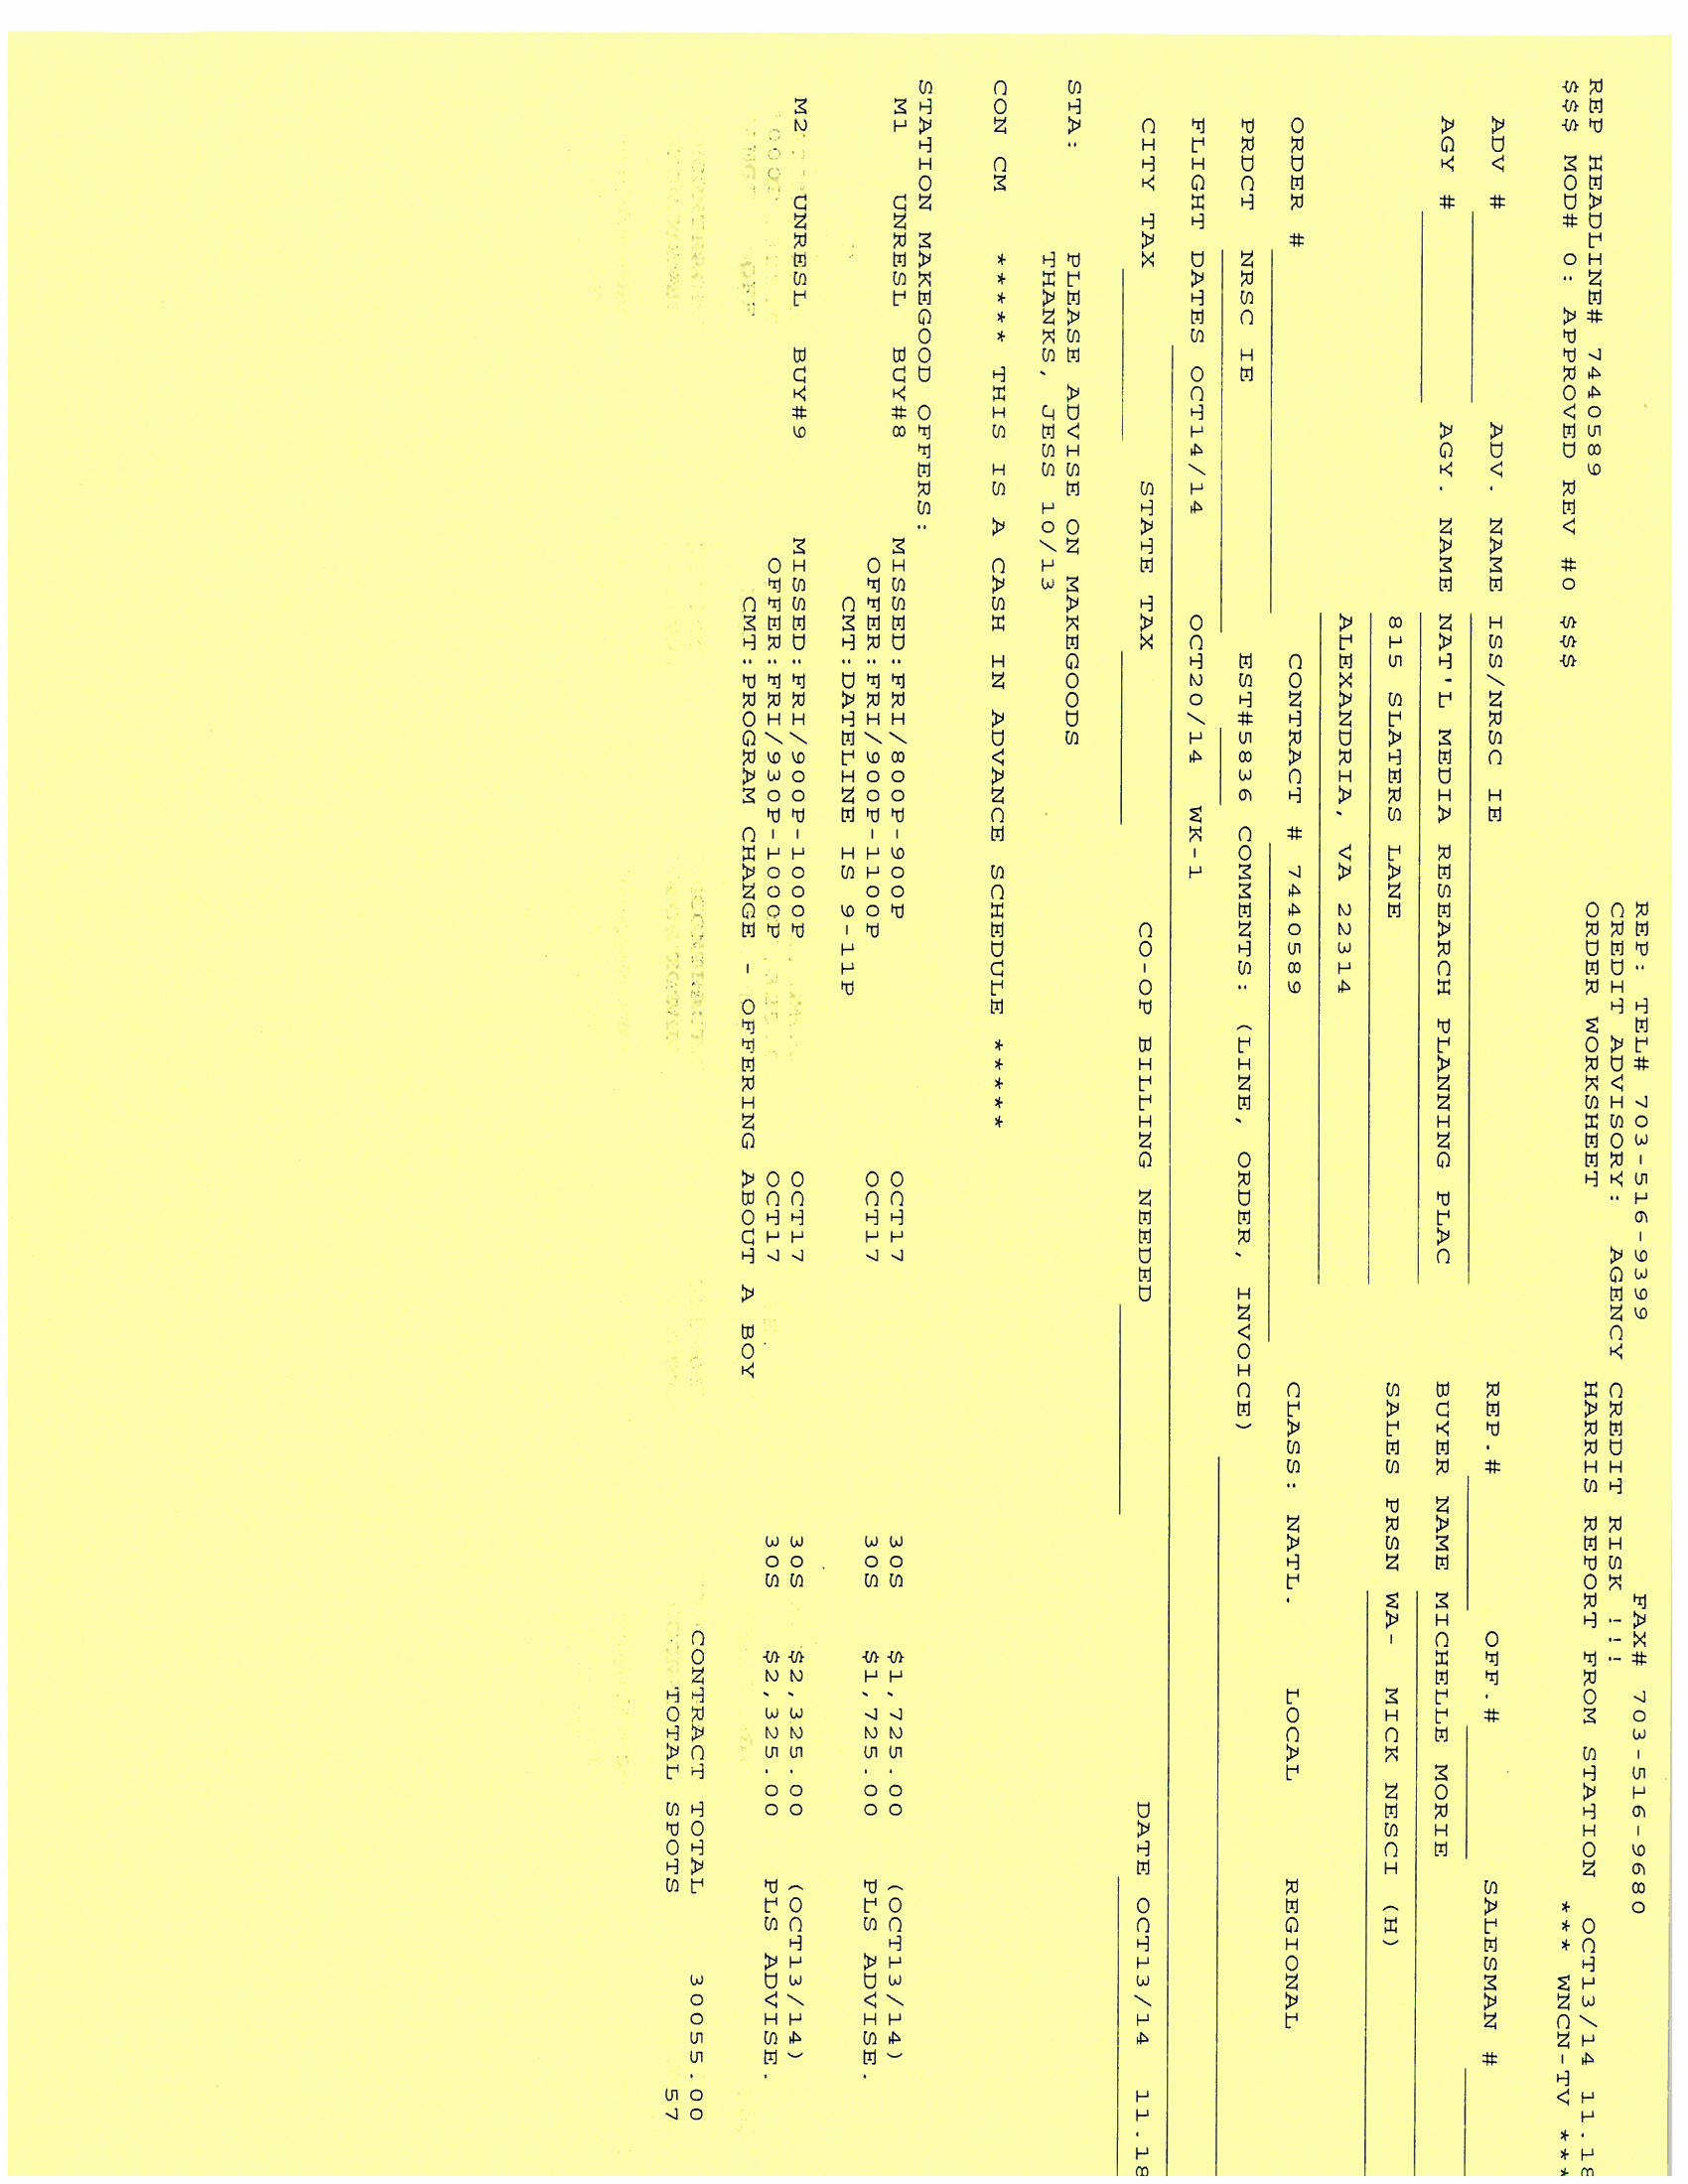 REP: TEL# 703-516-9399 FAX# 703-516-9680
CREDIT ADVISORY: AGENCY CREDIT RISK !!!
REP HEADLINE# 7440589 ORDER WORKSHEET HARRIS REPORT FROM STATION OCT13/14 11.18
$$$ MOD# 0: APPROVED REV #0 $$$ *** WNCN-TV ***
ADV # ADV. NAME ISS/NRSC IE REP.# OFF.# SALESMAN #
AGY # AGY. NAME NAT'L MEDIA RESEARCH PLANNING PLAC BUYER NAME MICHELLE MORIE
815 SLATERS LANE SALES PRSN WA- MICK NESCI (H)
ALEXANDRIA, VA 22314
ORDER # CONTRACT # 7440589 CLASS: NATL. LOCAL REGIONAL
PRDCT NRSC IE EST#5836 COMMENTS: (LINE, ORDER, INVOICE)
FLIGHT DATES OCT14/14 OCT20/14 WK-1
CITY TAX STATE TAX CO-OP BILLING NEEDED DATE OCT13/14 11.18
STA: PLEASE ADVISE ON MAKEGOODS
THANKS, JESS 10/13
CON CM ***** THIS IS A CASH IN ADVANCE SCHEDULE *****
STATION MAKEGOOD OFFERS:
M1 UNRESL BUY#8 MISSED:FRI/800P-900P OCT17 30S $1,725.00 (OCT13/14)
OFFER:FRI/900P-1100P OCT17 30S $1,725.00 PLS ADVISE.
CMT:DATELINE IS 9-11P
M2 UNRESL BUY#9 MISSED:FRI/900P-1000P OCT17 30S $2,325.00 (OCT13/14)
OFFER:FRI/930P-1000P OCT17 30S $2,325.00 PLS ADVISE.
CMT:PROGRAM CHANGE - OFFERING ABOUT A BOY
CONTRACT TOTAL 30055.00
TOTAL SPOTS 57